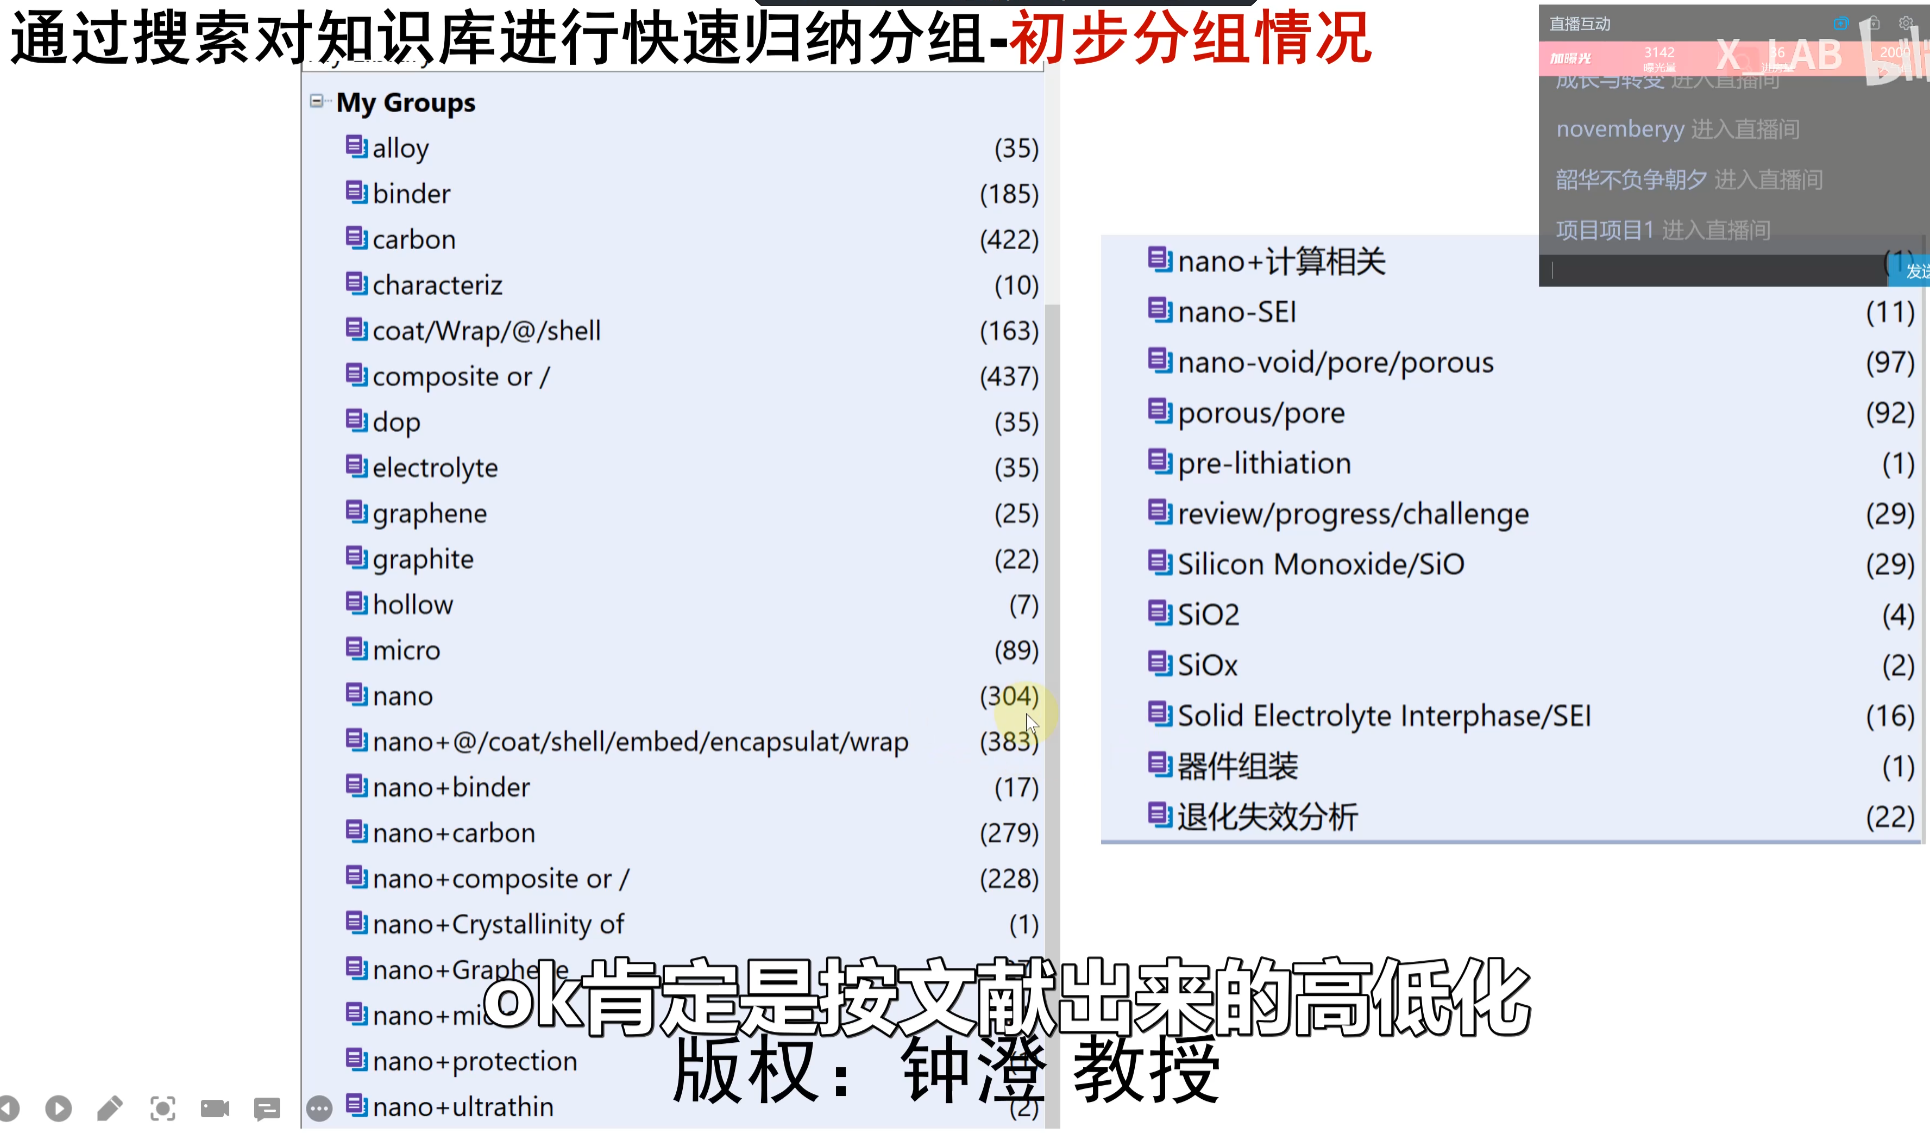 通过搜索对知识库进行快速归纳分组-初步分组情况
My Groups
alloy (35)
binder (185)
carbon (422)
characteriz (10)
coat/Wrap/@/shell (163)
composite or / (437)
dop (35)
electrolyte (35)
graphene (25)
graphite (22)
hollow (7)
micro (89)
nano (304)
nano+@/coat/shell/embed/encapsulat/wrap (383)
nano+binder (17)
nano+carbon (279)
nano+composite or / (228)
nano+Crystallinity of (1)
nano+Graphene
nano+mic
nano+protection
nano+ultrathin (2)
nano+计算相关 (1)
nano-SEI (11)
nano-void/pore/porous (97)
porous/pore (92)
pre-lithiation (1)
review/progress/challenge (29)
Silicon Monoxide/SiO (29)
SiO2 (4)
SiOx (2)
Solid Electrolyte Interphase/SEI (16)
器件组装 (1)
退化失效分析 (22)
直播互动
加曝光 3142 36 200
曝光量
X_LAB bili
成长与转变 进入直播间
novemberyy 进入直播间
韶华不负争朝夕 进入直播间
项目项目1 进入直播间
发送
ok肯定是按文献出来的高低化
版权：钟澄 教授